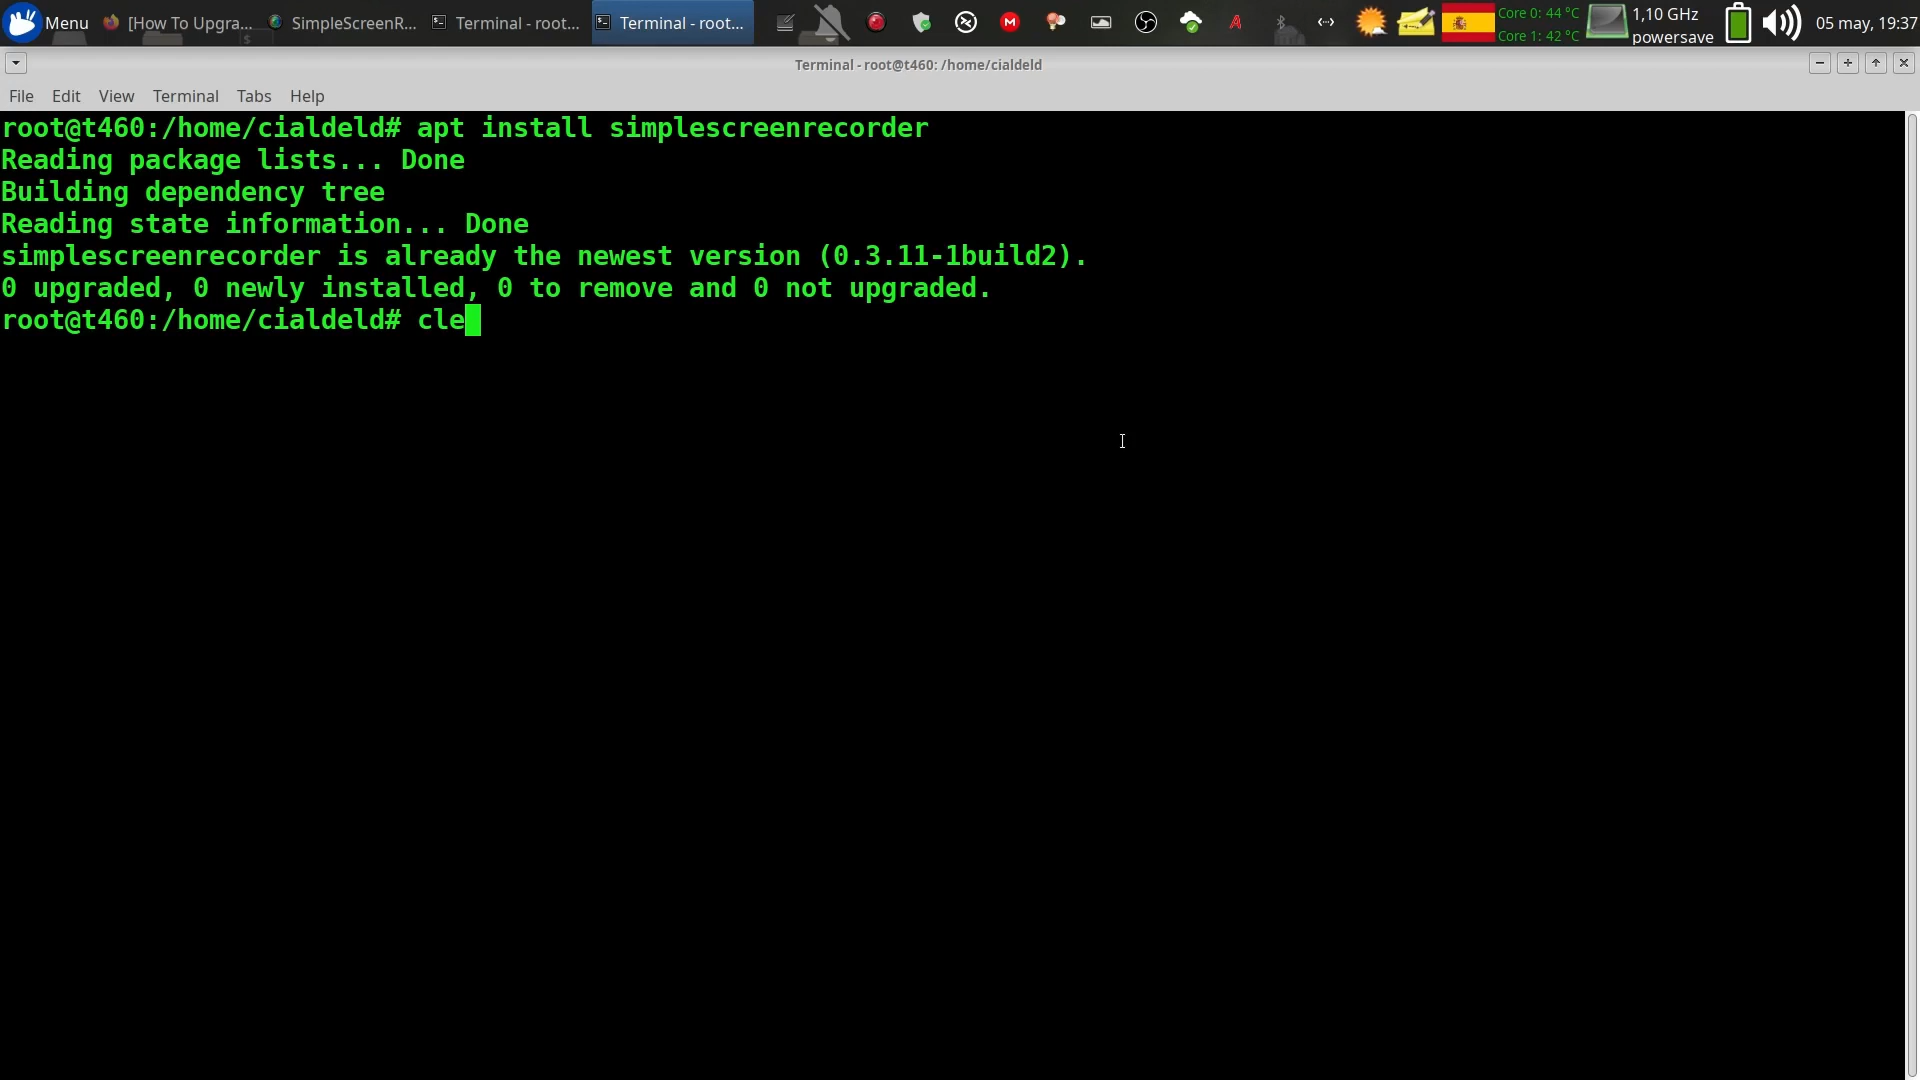 Menu
[How To Upgra...
SimpleScreenR...
Terminal - root...
Terminal - root...
Core 0: 44 °C
Core 1: 42 °C
1,10 GHz
powersave
05 may, 19:37
Terminal - root@t460: /home/cialdeld
File Edit View Terminal Tabs Help
root@t460:/home/cialdeld# apt install simplescreenrecorder
Reading package lists... Done
Building dependency tree
Reading state information... Done
simplescreenrecorder is already the newest version (0.3.11-1build2).
0 upgraded, 0 newly installed, 0 to remove and 0 not upgraded.
root@t460:/home/cialdeld# cle